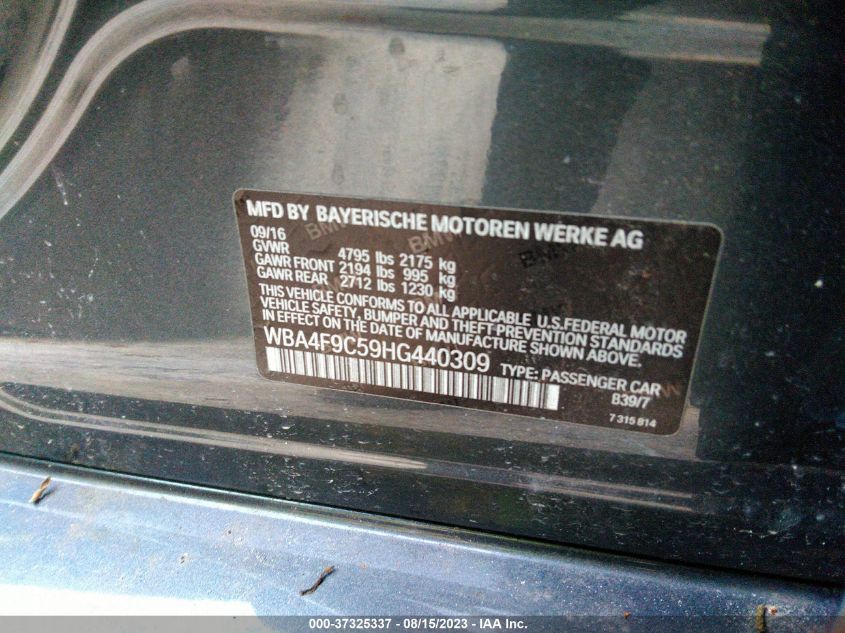 MFD BY BAYERISCHE MOTOREN WERKE AG
09/16
GVWR 4795 lbs 2175 kg
GAWR FRONT 2194 lbs 995 kg
GAWR REAR 2712 lbs 1230 kg
THIS VEHICLE CONFORMS TO ALL APPLICABLE U.S.FEDERAL MOTOR
VEHICLE SAFETY, BUMPER AND THEFT PREVENTION STANDARDS
IN EFFECT ON THE DATE OF MANUFACTURE SHOWN ABOVE.
WBA4F9C59HG440309 TYPE: PASSENGER CAR
B39/7
7 315 814
000-37325337 - 08/15/2023 - IAA Inc.